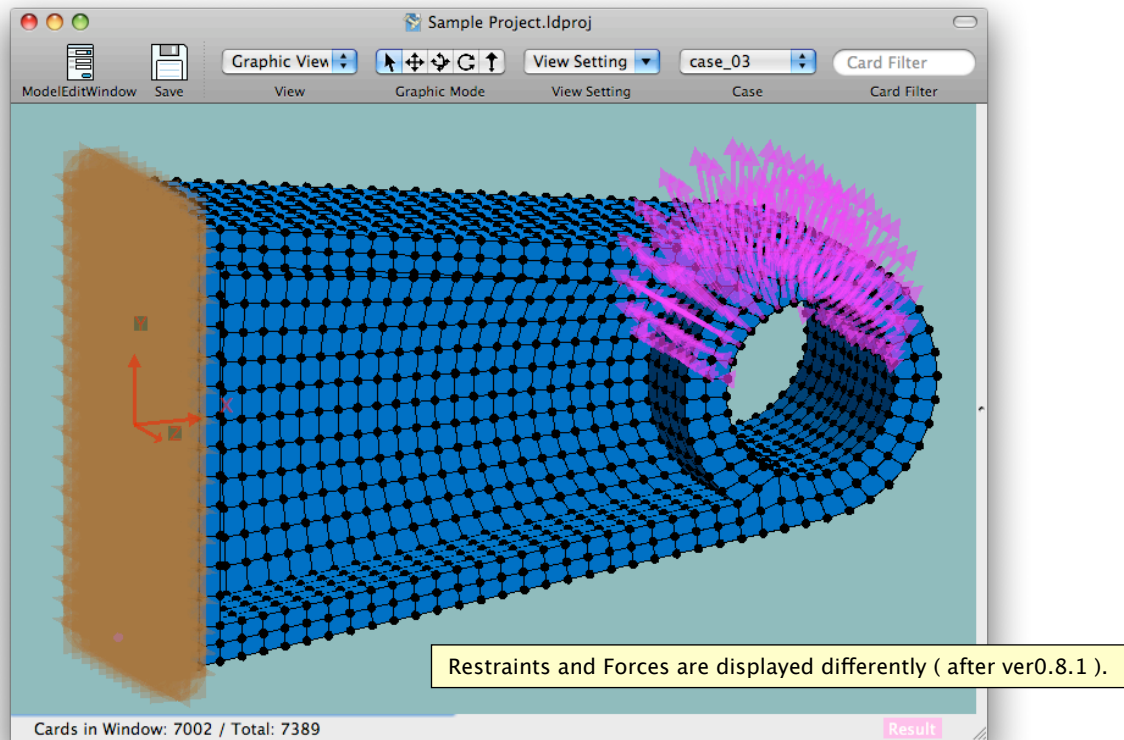 Sample Project.ldproj
Graphic View View Setting case_03 Card Filter
ModelEditWindow Save View Graphic Mode View Setting Case Card Filter
Y
X
Z
Restraints and Forces are displayed differently ( after ver0.8.1 ).
Cards in Window: 7002 / Total: 7389 Result